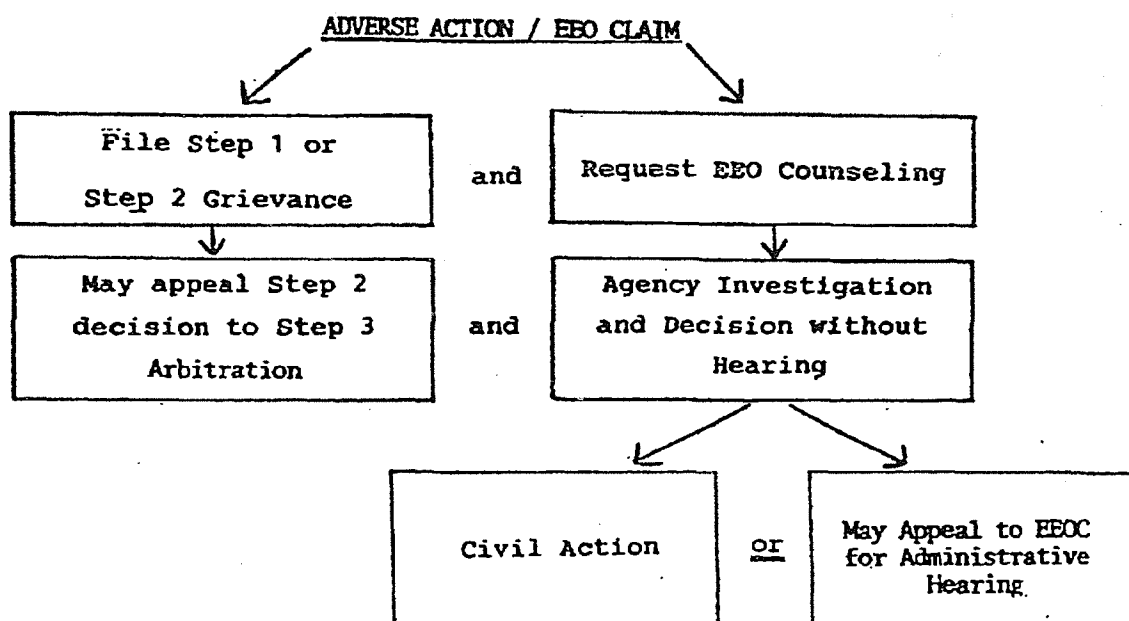 ADVERSE ACTION / EEO CLAIM
File Step 1 or
Step 2 Grievance
and
Request EEO Counseling
May appeal Step 2
decision to Step 3
Arbitration
and
Agency Investigation
and Decision without
Hearing
Civil Action
or
May Appeal to EEOC
for Administrative
Hearing